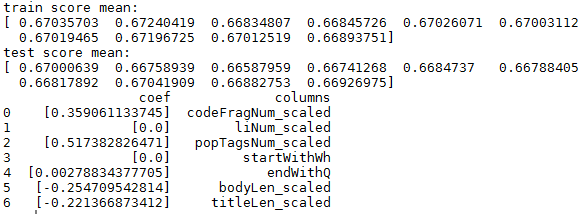 train score mean:
[ 0.67035703 0.67240419 0.66834807 0.66845726 0.67026071 0.67003112
0.67019465 0.67196725 0.67012519 0.66893751]
test score mean:
[ 0.67000639 0.66758939 0.66587959 0.66741268 0.6684737 0.66788405
0.66817892 0.67041909 0.66882753 0.66926975]
coef columns
0 [0.359061133745] codeFragNum_scaled
1 [0.0] liNum_scaled
2 [0.517382826471] popTagsNum_scaled
3 [0.0] startWithWh
4 [0.00278834377705] endWithQ
5 [-0.254709542814] bodyLen_scaled
6 [-0.221366873412] titleLen_scaled